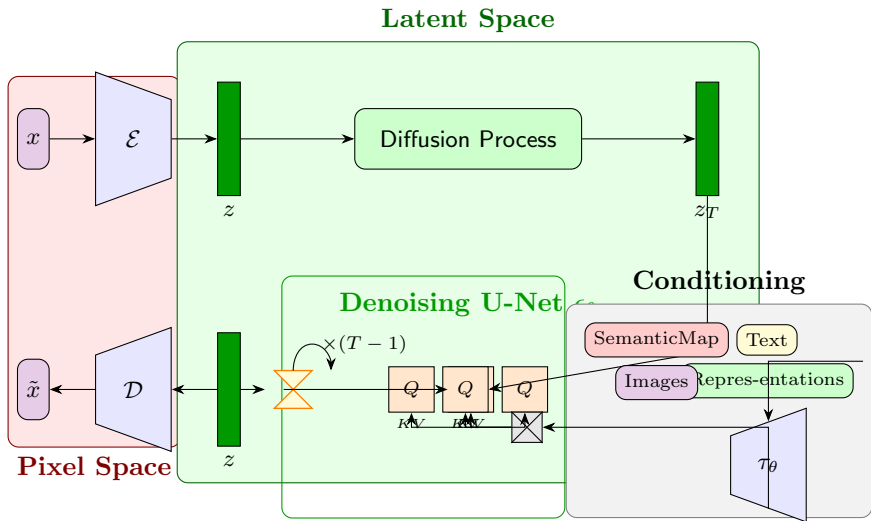 Latent Space
x
ℰ
z
Diffusion Process
z_T
Conditioning
Denoising U-Net
SemanticMap
Text
×(T − 1)
Images
Repres-entations
x̃
𝒟
z
Q
Q
Q
KV
τ_θ
Pixel Space